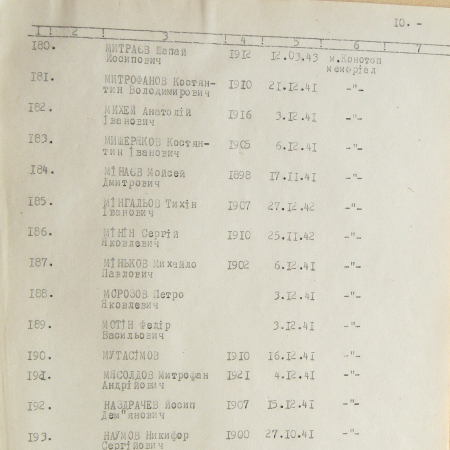 10. -
1 2 3 4 5 6 7
180. МИТРАЄВ Шапай 1912 12.03.43 м.Конотоп
Йосипович меморіал
181. МИТРОФАНОВ Костян- 1910 21.12.41 -"-
тин Володимирович
182. МИХЕЙ Анатолій 1916 3.12.41 -"-
Іванович
183. МИЩЕРЯКОВ Костян- 1905 6.12.41 -"-
тин Іванович
184. МІНАЄВ Мойсей 1898 17.11.41 -"-
Дмитрович
185. МІНГАЛЬОВ Тихін 1907 27.12.42 -"-
Іванович
186. МІНІН Сергій 1910 25.11.42 -"-
Яковлевич
187. МІНЬКОВ Михайло 1902 6.12.41 -"-
Павлович
188. МОРОЗОВ Петро 3.12.41 -"-
Яковлевич
189. МОТІН Федір 3.12.41 -"-
Васильович
190. МУТАСІМОВ 1910 16.12.41 -"-
191. МЯСОЛДОВ Митрофан 1921 4.12.41 -"-
Андрійович
192. НАЗДРАЧЕВ Йосип 1907 15.12.41 -"-
Дем"янович
193. НАУМОВ Никифор 1900 27.10.41 -"-
Сергійович